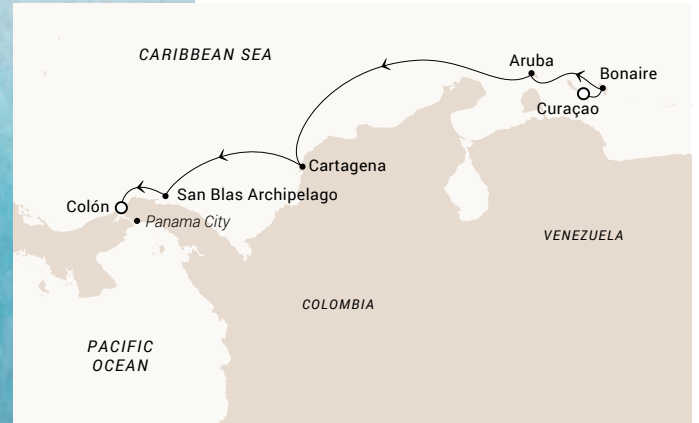 CARIBBEAN SEA
Aruba
Bonaire
Curaçao
Cartagena
San Blas Archipelago
Colón
Panama City
VENEZUELA
COLOMBIA
PACIFIC
OCEAN